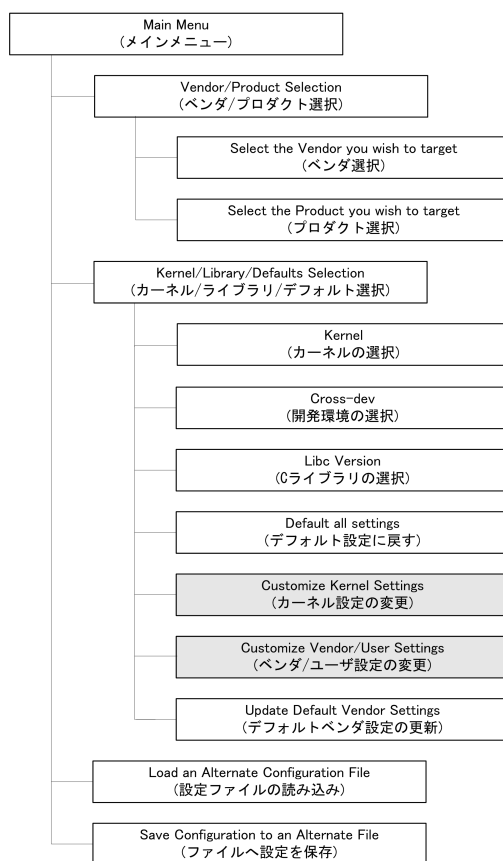 Main Menu
(メインメニュー)
Vendor/Product Selection
(ベンダ/プロダクト選択)
Select the Vendor you wish to target
(ベンダ選択)
Select the Product you wish to target
(プロダクト選択)
Kernel/Library/Defaults Selection
(カーネル/ライブラリ/デフォルト選択)
Kernel
(カーネルの選択)
Cross-dev
(開発環境の選択)
Libc Version
(Cライブラリの選択)
Default all settings
(デフォルト設定に戻す)
Customize Kernel Settings
(カーネル設定の変更)
Customize Vendor/User Settings
(ベンダ/ユーザ設定の変更)
Update Default Vendor Settings
(デフォルトベンダ設定の更新)
Load an Alternate Configuration File
(設定ファイルの読み込み)
Save Configuration to an Alternate File
(ファイルへ設定を保存)